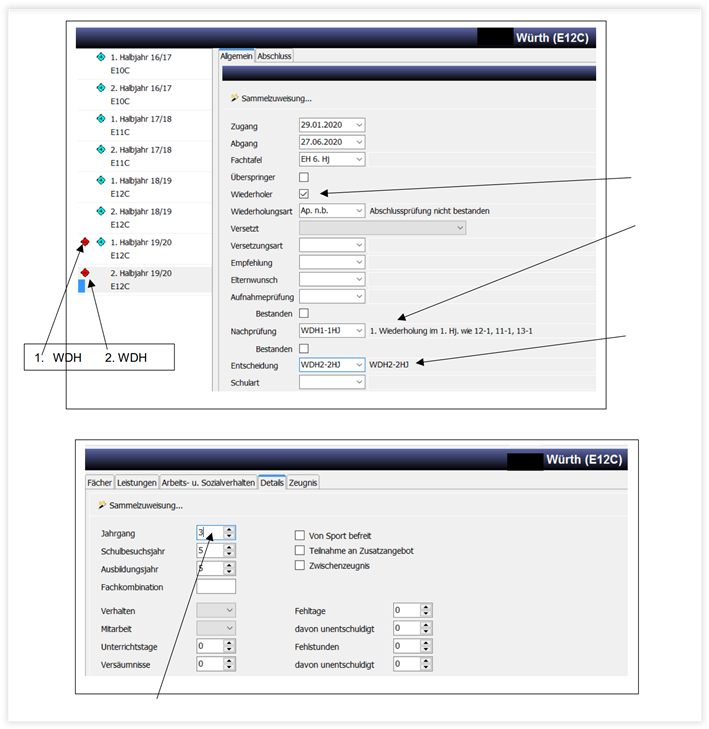 Würth (E12C)
1. Halbjahr 16/17
E10C
2. Halbjahr 16/17
E10C
1. Halbjahr 17/18
E11C
2. Halbjahr 17/18
E11C
1. Halbjahr 18/19
E12C
2. Halbjahr 18/19
E12C
1. Halbjahr 19/20
E12C
2. Halbjahr 19/20
E12C
1. WDH 2. WDH
Allgemein Abschluss
Sammelzuweisung...
Zugang 29.01.2020
Abgang 27.06.2020
Fachtafel EH 6. HJ
Überspringer
Wiederholer
Wiederholungsart Ap. n.b. Abschlussprüfung nicht bestanden
Versetzt
Versetzungsart
Empfehlung
Elternwunsch
Aufnahmeprüfung
Bestanden
Nachprüfung WDH1-1HJ 1. Wiederholung im 1. Hj. wie 12-1, 11-1, 13-1
Bestanden
Entscheidung WDH2-2HJ WDH2-2HJ
Schulart
Würth (E12C)
Fächer Leistungen Arbeits- u. Sozialverhalten Details Zeugnis
Sammelzuweisung...
Jahrgang 3 Von Sport befreit
Schulbesuchsjahr 5 Teilnahme an Zusatzangebot
Ausbildungsjahr 5 Zwischenzeugnis
Fachkombination
Verhalten Fehltage 0
Mitarbeit davon unentschuldigt 0
Unterrichtstage 0 Fehlstunden 0
Versäumnisse 0 davon unentschuldigt 0